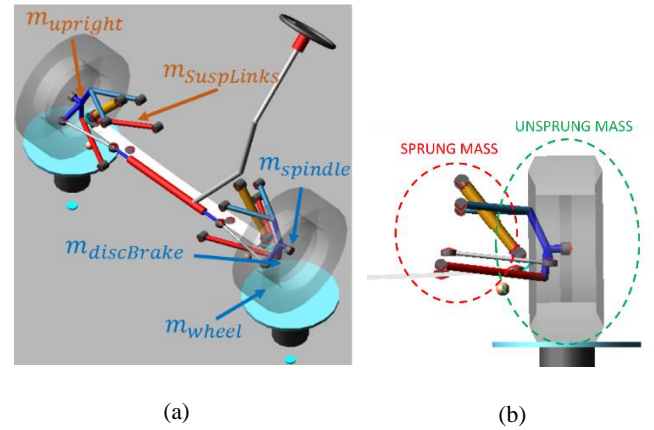 m_upright
m_SuspLinks
m_spindle
m_discBrake
m_wheel
UNSPRUNG MASS
SPRUNG MASS
(a)
(b)